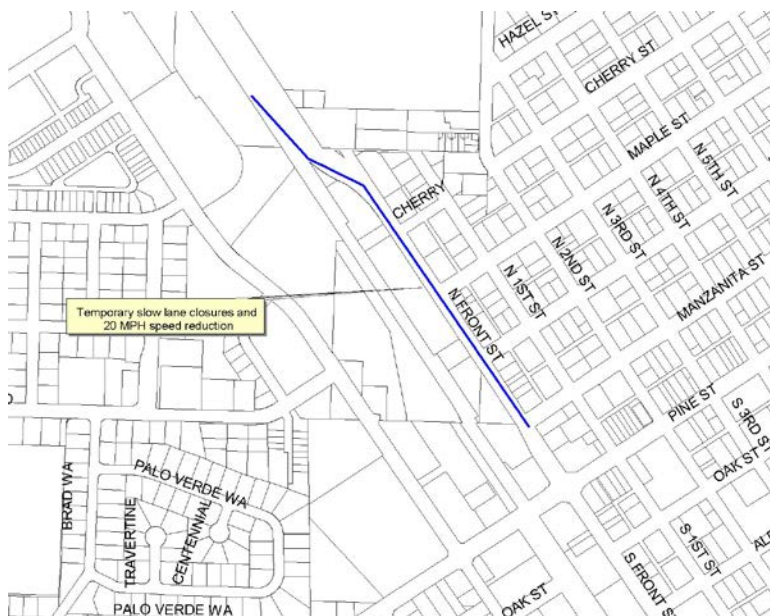 HAZEL ST
CHERRY ST
MAPLE ST
N 5TH ST
N 4TH ST
N 3RD ST
N 2ND ST
N 1ST ST
CHERRY
N FRONT ST
MANZANITA ST
Temporary slow lane closures and
20 MPH speed reduction
PINE ST
S 3RD S
OAK ST
S 1ST ST
S FRONT S
OAK ST
BRAD WA
PALO VERDE WA
TRAVERTINE
CENTENNIAL
PALO VERDE WA